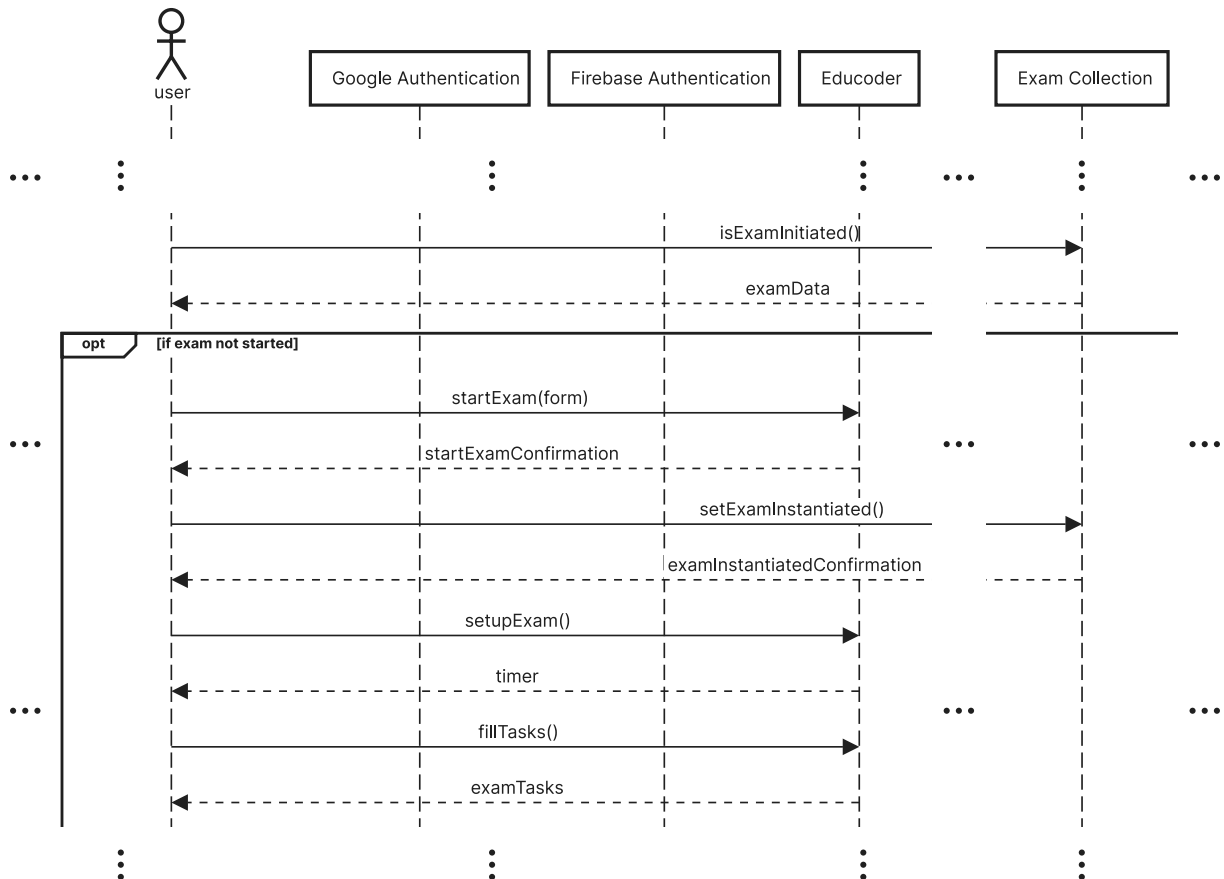 user
Google Authentication
Firebase Authentication
Educoder
Exam Collection
isExamInitiated()
examData
opt
[if exam not started]
startExam(form)
startExamConfirmation
setExamInstantiated()
examInstantiatedConfirmation
setupExam()
timer
fillTasks()
examTasks